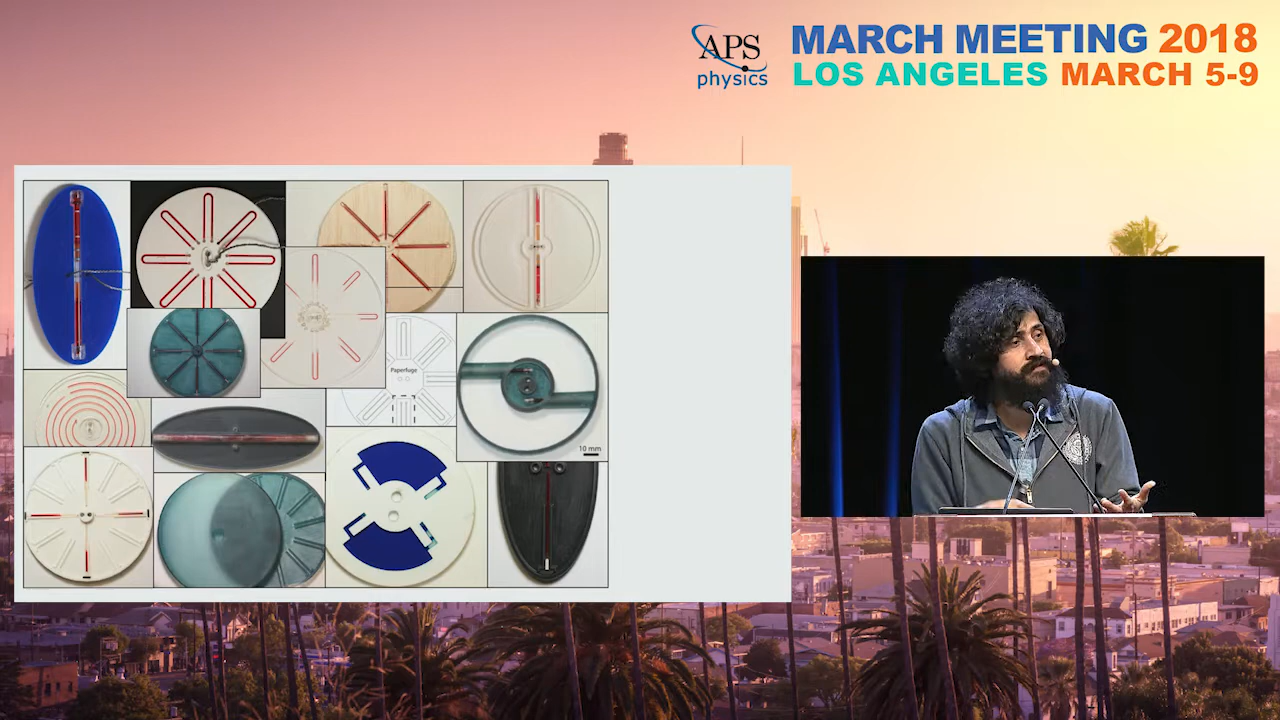 APS
physics
MARCH MEETING 2018
LOS ANGELES MARCH 5-9
Paperfuge
10 mm